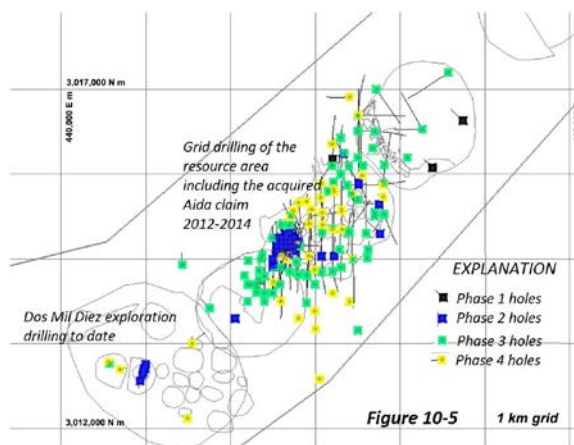 3,017,000 N m
440,000 E m
Grid drilling of the
resource area
including the acquired
Aida claim
2012-2014
EXPLANATION
Phase 1 holes
Phase 2 holes
Phase 3 holes
Phase 4 holes
Dos Mil Diez exploration
drilling to date
3,012,000 N m
Figure 10-5
1 km grid